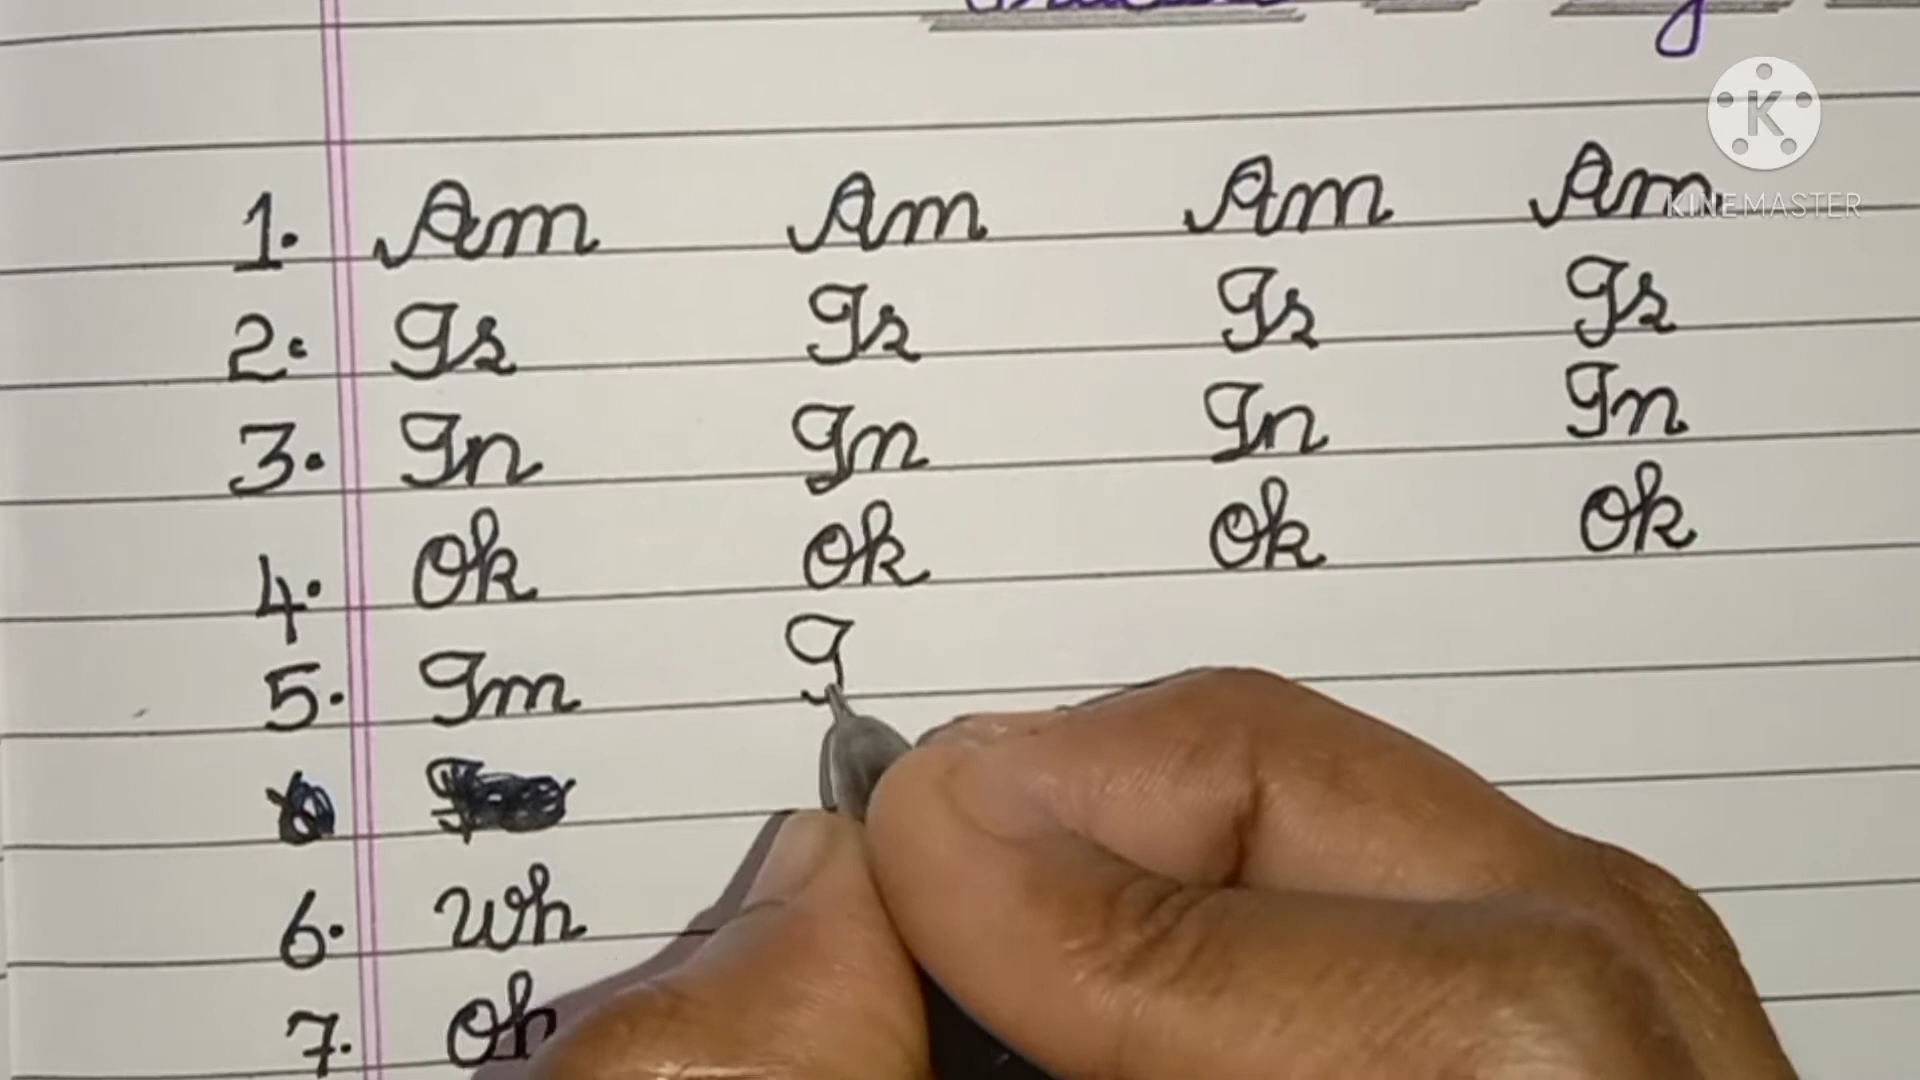 K
KINEMASTER
1. Am Am Am Am
2. Is Is Is Is
3. In In In In
4. Ok Ok Ok Ok
5. Im I
6. Wh
7. Oh